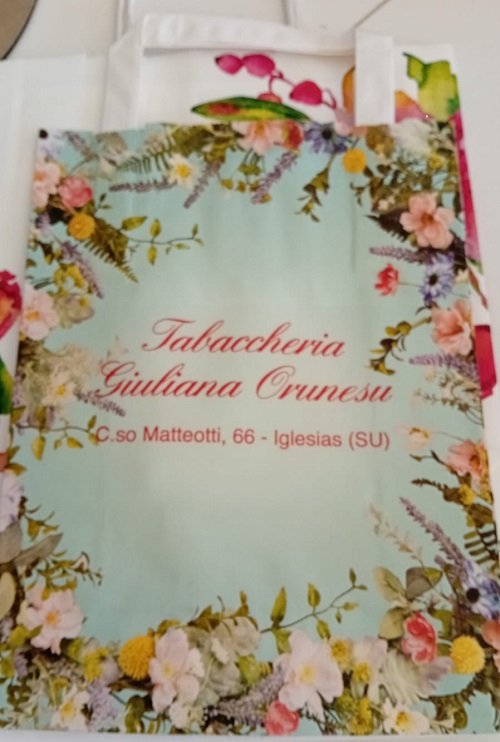 Tabaccheria
Giuliana Orunesu
C.so Matteotti, 66 - Iglesias (SU)